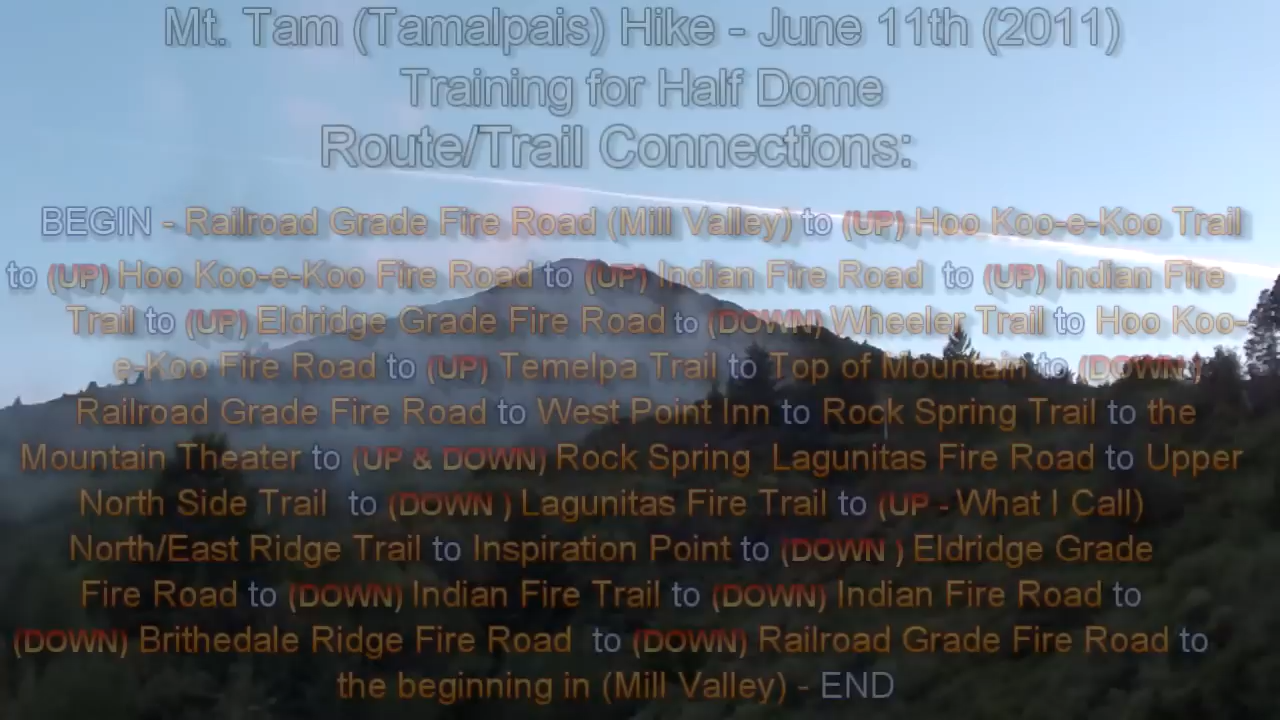 Mt. Tam (Tamalpais) Hike - June 11th (2011)
Training for Half Dome
Route/Trail Connections:
BEGIN - Railroad Grade Fire Road (Mill Valley) to (UP) Hoo Koo-e-Koo Trail
to (UP) Hoo Koo-e-Koo Fire Road to (UP) Indian Fire Road to (UP) Indian Fire
Trail to (UP) Eldridge Grade Fire Road to (DOWN) Wheeler Trail to Hoo Koo-
e-Koo Fire Road to (UP) Temelpa Trail to Top of Mountain to (DOWN )
Railroad Grade Fire Road to West Point Inn to Rock Spring Trail to the
Mountain Theater to (UP & DOWN) Rock Spring Lagunitas Fire Road to Upper
North Side Trail to (DOWN ) Lagunitas Fire Trail to (UP - What I Call)
North/East Ridge Trail to Inspiration Point to (DOWN ) Eldridge Grade
Fire Road to (DOWN) Indian Fire Trail to (DOWN) Indian Fire Road to
(DOWN) Brithedale Ridge Fire Road to (DOWN) Railroad Grade Fire Road to
the beginning in (Mill Valley) - END